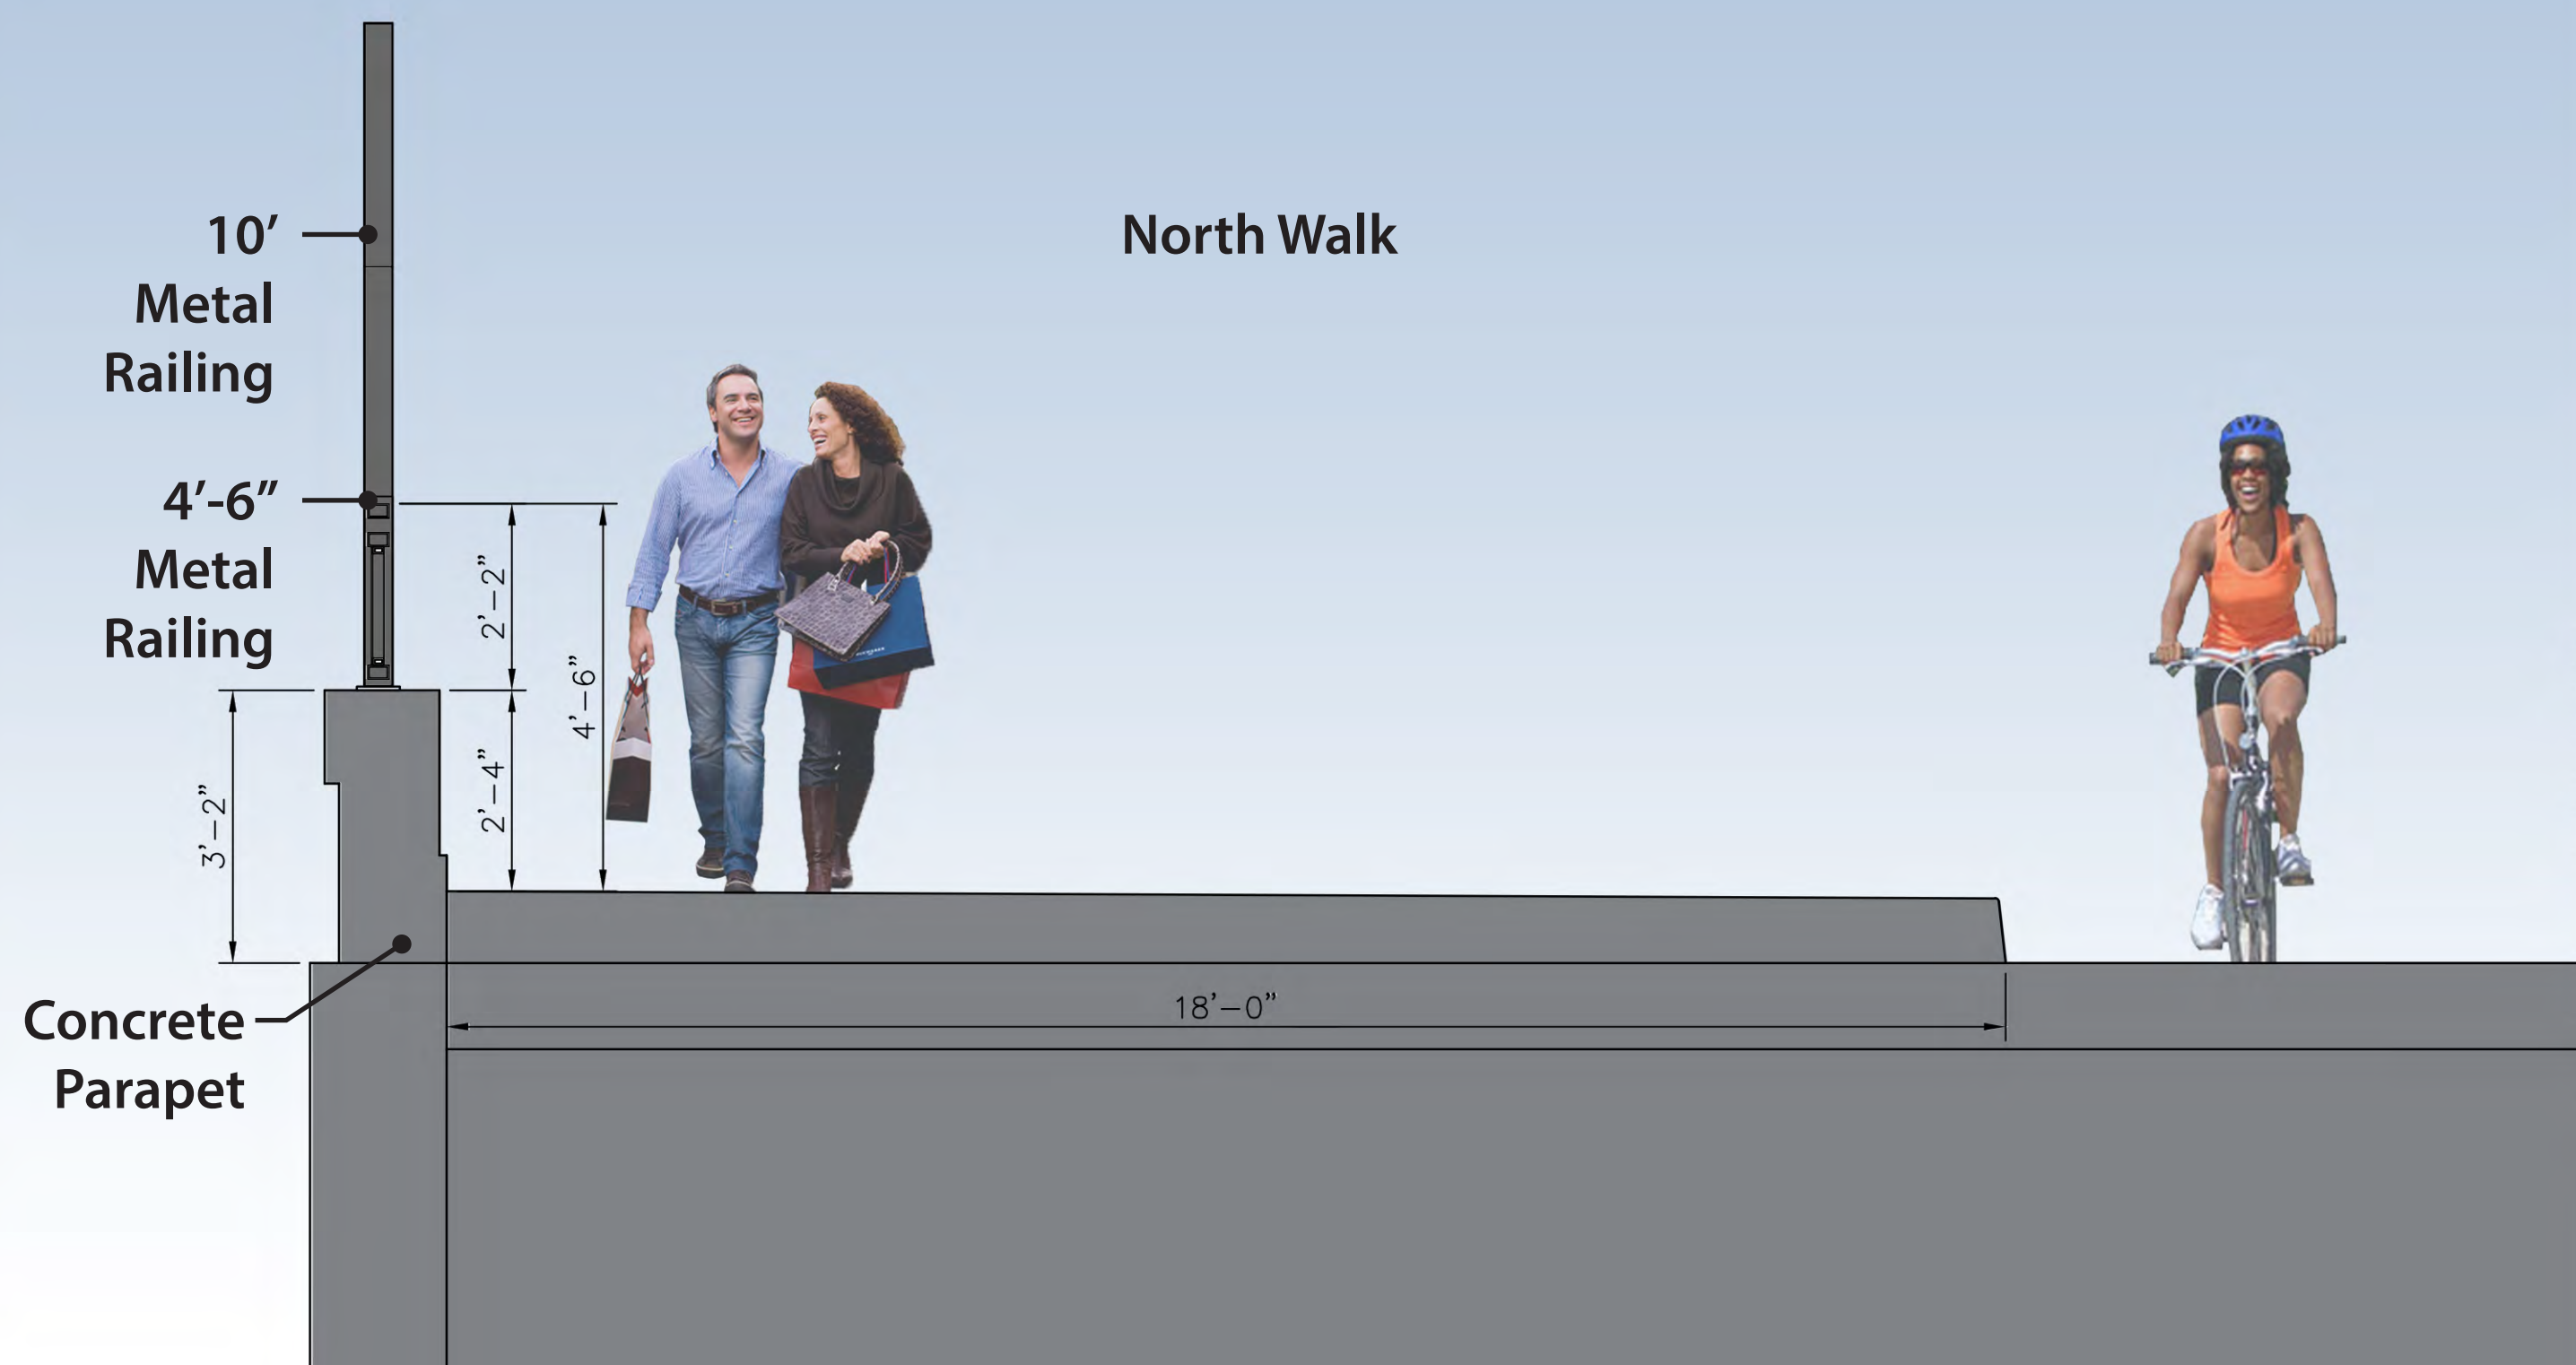 10′
Metal
Railing
North Walk
4′-6″
Metal
Railing
2’–2”
4’–6”
2’–4”
3’–2”
18’–0”
Concrete
Parapet